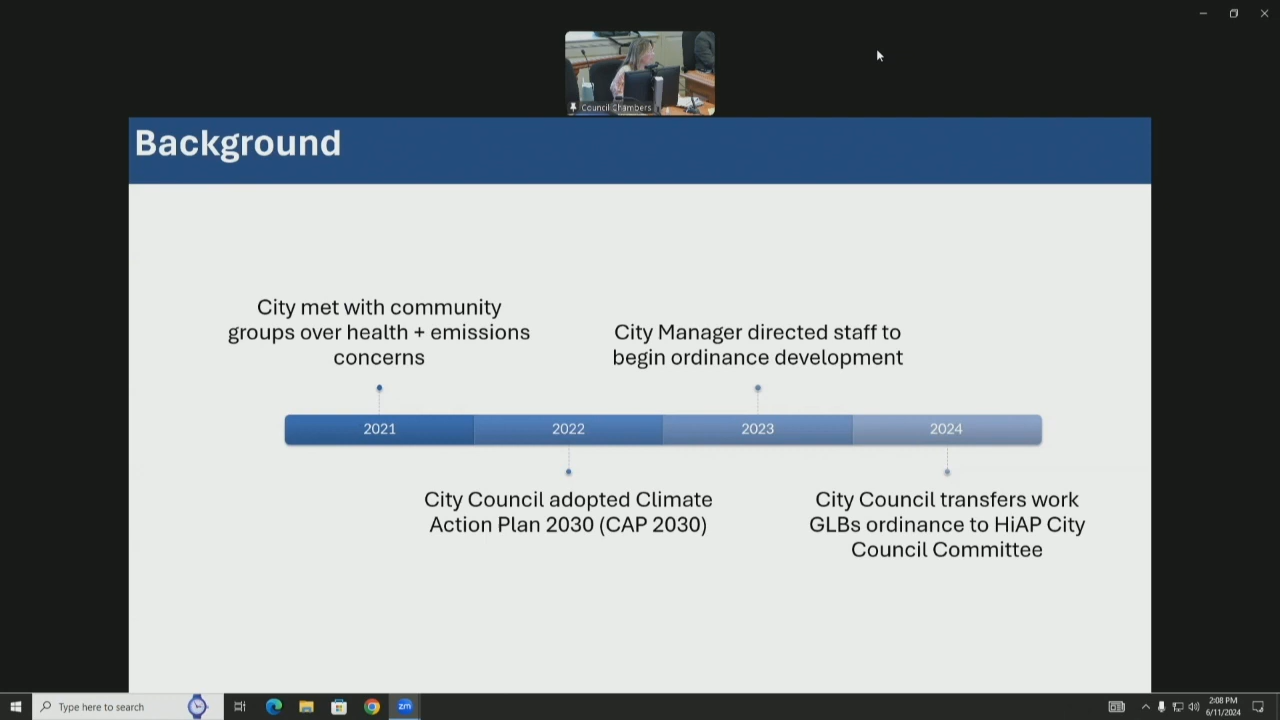 Council Chambers
Background
City met with community
groups over health + emissions
concerns
City Manager directed staff to
begin ordinance development
2021
2022
2023
2024
City Council adopted Climate
Action Plan 2030 (CAP 2030)
City Council transfers work
GLBs ordinance to HiAP City
Council Committee
Type here to search
zm
2:08 PM
6/11/2024